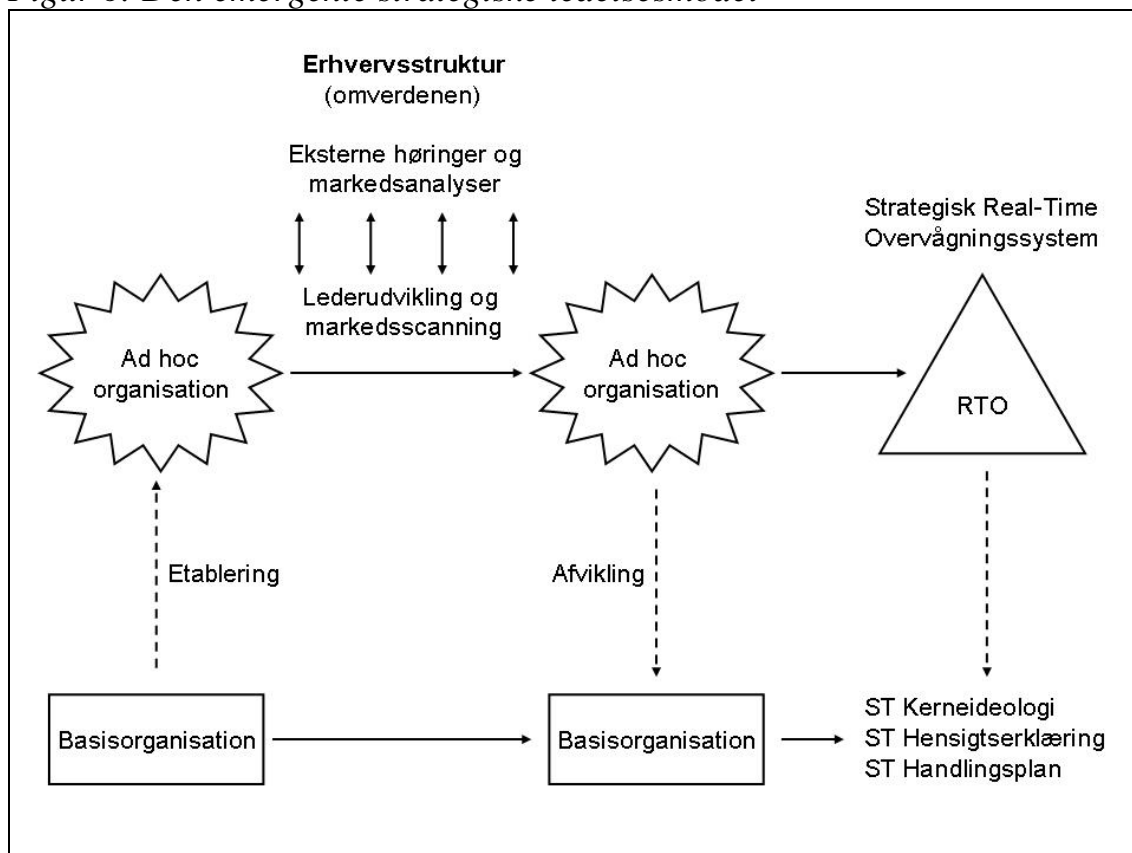 Figur 6: Den emergente strategiske ledelsesmodel
Erhvervsstruktur
(omverdenen)
Eksterne høringer og
markedsanalyser
Strategisk Real-Time
Overvågningssystem
Lederudvikling og
markedsscanning
Ad hoc
organisation
Ad hoc
organisation
RTO
Etablering
Afvikling
Basisorganisation
Basisorganisation
ST Kerneideologi
ST Hensigtserklæring
ST Handlingsplan